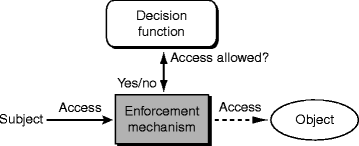 Decision
function
Access allowed?
Yes/no
Subject
Access
Enforcement
mechanism
Access
Object